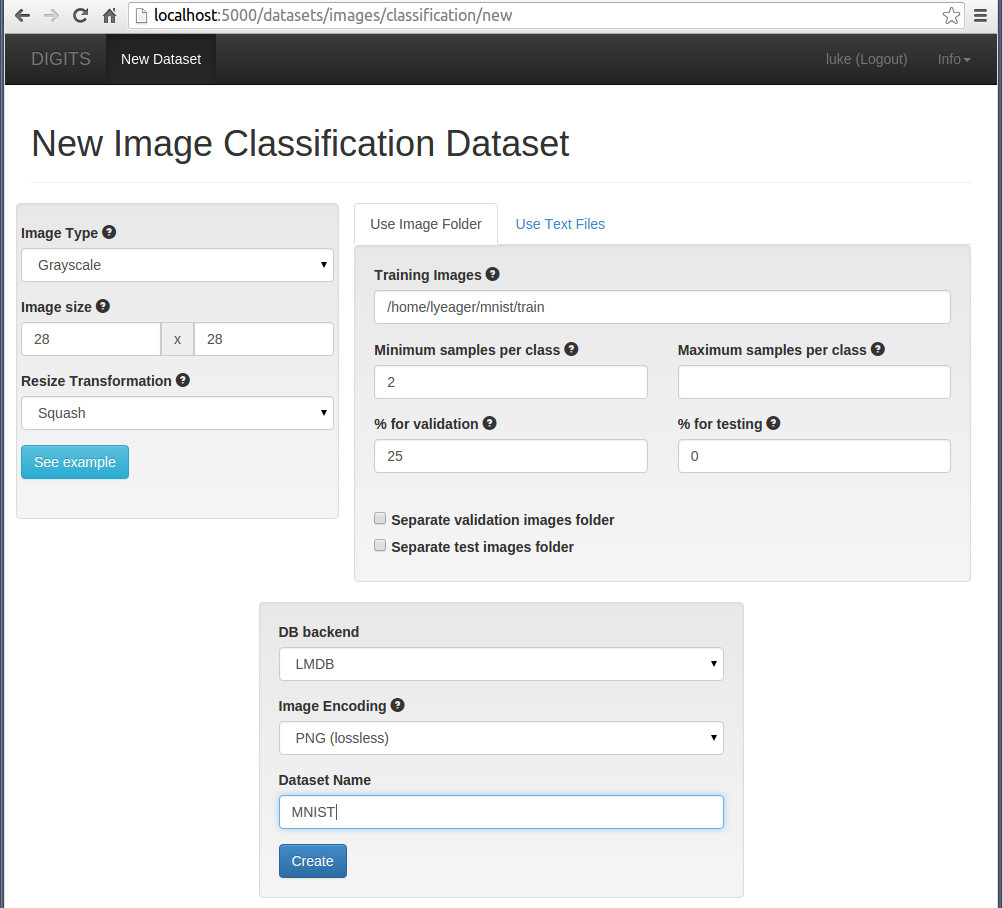 localhost:5000/datasets/images/classification/new
DIGITS New Dataset luke (Logout) Info
New Image Classification Dataset
Image Type
Grayscale
Image size
28 x 28
Resize Transformation
Squash
See example
Use Image Folder Use Text Files
Training Images
/home/lyeager/mnist/train
Minimum samples per class Maximum samples per class
2
% for validation % for testing
25 0
Separate validation images folder
Separate test images folder
DB backend
LMDB
Image Encoding
PNG (lossless)
Dataset Name
MNIST
Create